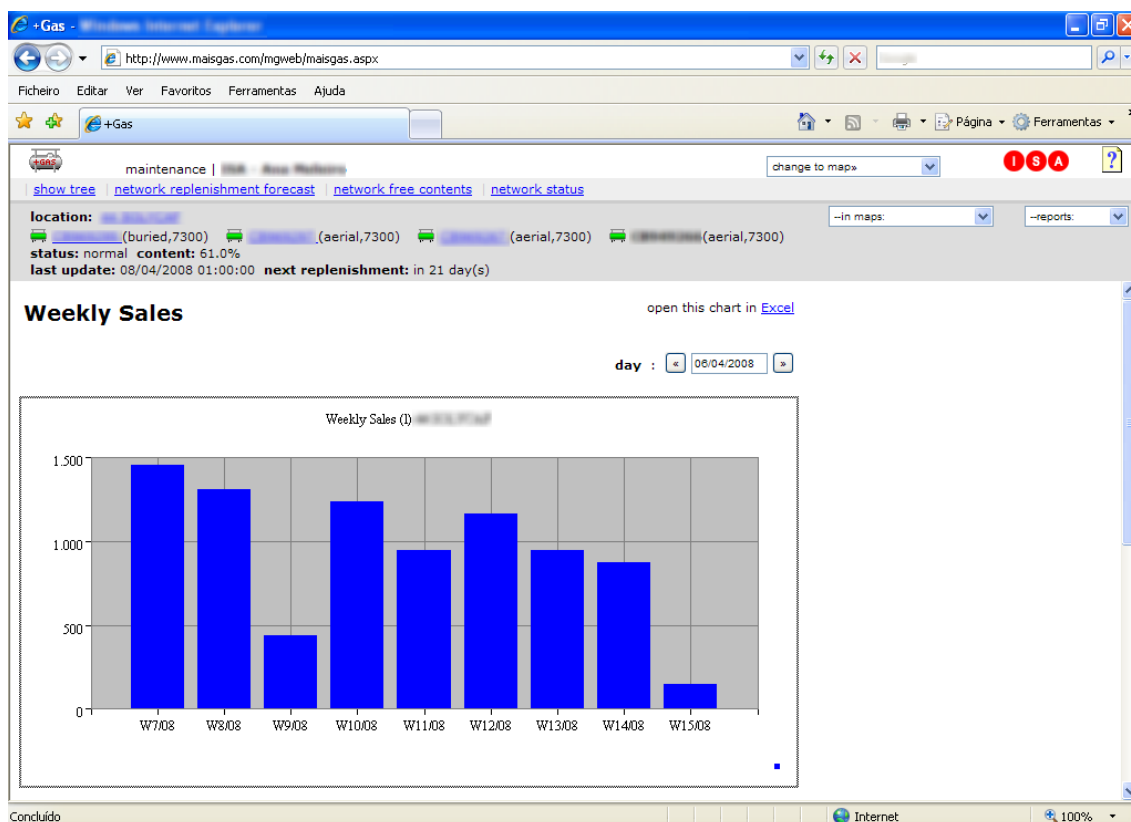 +Gas -
http://www.maisgas.com/mgweb/maisgas.aspx
Ficheiro Editar Ver Favoritos Ferramentas Ajuda
+Gas
Página Ferramentas
+GAS
maintenance |
change to map»
I S A
?
show tree | network replenishment forecast | network free contents | network status
location:
--in maps:
--reports:
(buried,7300) (aerial,7300) (aerial,7300) (aerial,7300)
status: normal content: 61.0%
last update: 08/04/2008 01:00:00 next replenishment: in 21 day(s)
Weekly Sales
open this chart in Excel
day : « 06/04/2008 »
Weekly Sales (l)
1.500
1.000
500
0
W7/08 W8/08 W9/08 W10/08 W11/08 W12/08 W13/08 W14/08 W15/08
Concluído
Internet
100%